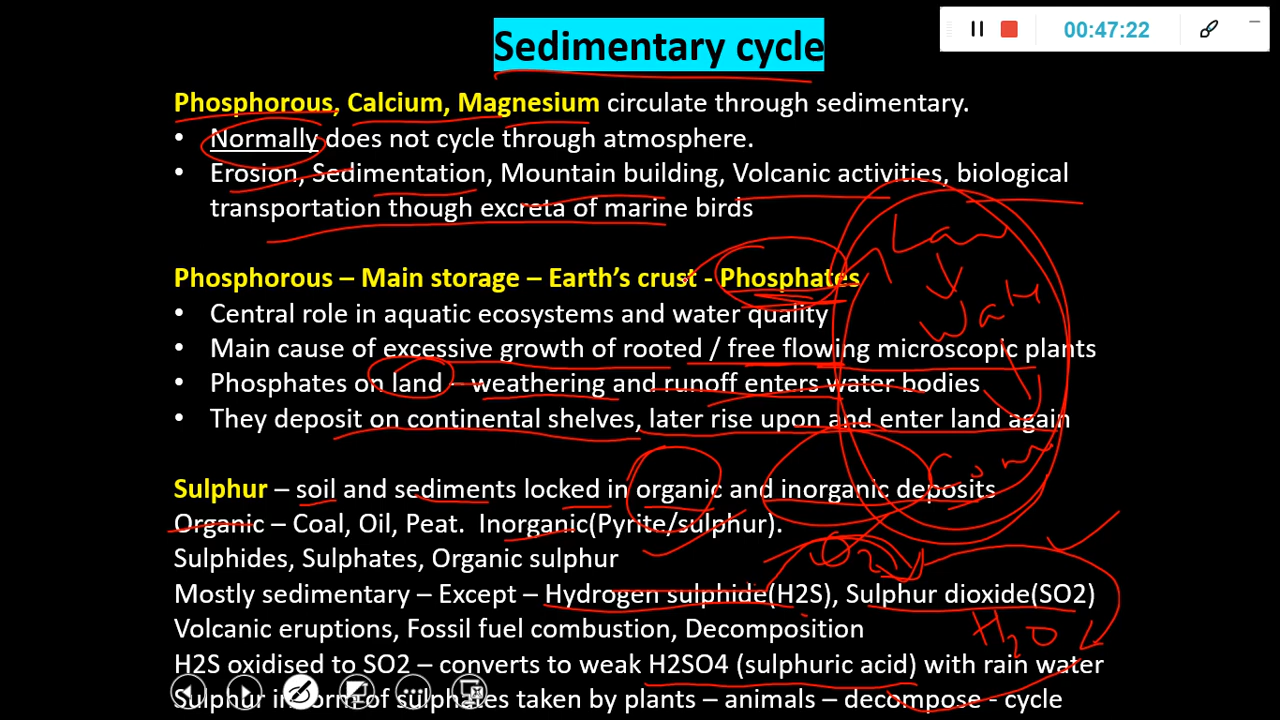 Sedimentary cycle
00:47:22
Phosphorous, Calcium, Magnesium circulate through sedimentary.
• Normally does not cycle through atmosphere.
• Erosion, Sedimentation, Mountain building, Volcanic activities, biological
transportation though excreta of marine birds
Phosphorous – Main storage – Earth's crust - Phosphates
• Central role in aquatic ecosystems and water quality
• Main cause of excessive growth of rooted / free flowing microscopic plants
• Phosphates on land – weathering and runoff enters water bodies
• They deposit on continental shelves, later rise upon and enter land again
Sulphur – soil and sediments locked in organic and inorganic deposits
Organic – Coal, Oil, Peat. Inorganic(Pyrite/sulphur).
Sulphides, Sulphates, Organic sulphur
Mostly sedimentary – Except – Hydrogen sulphide(H2S), Sulphur dioxide(SO2)
Volcanic eruptions, Fossil fuel combustion, Decomposition
H2O
H2S oxidised to SO2 – converts to weak H2SO4 (sulphuric acid) with rain water
Sulphur in form of sulphates taken by plants – animals – decompose - cycle